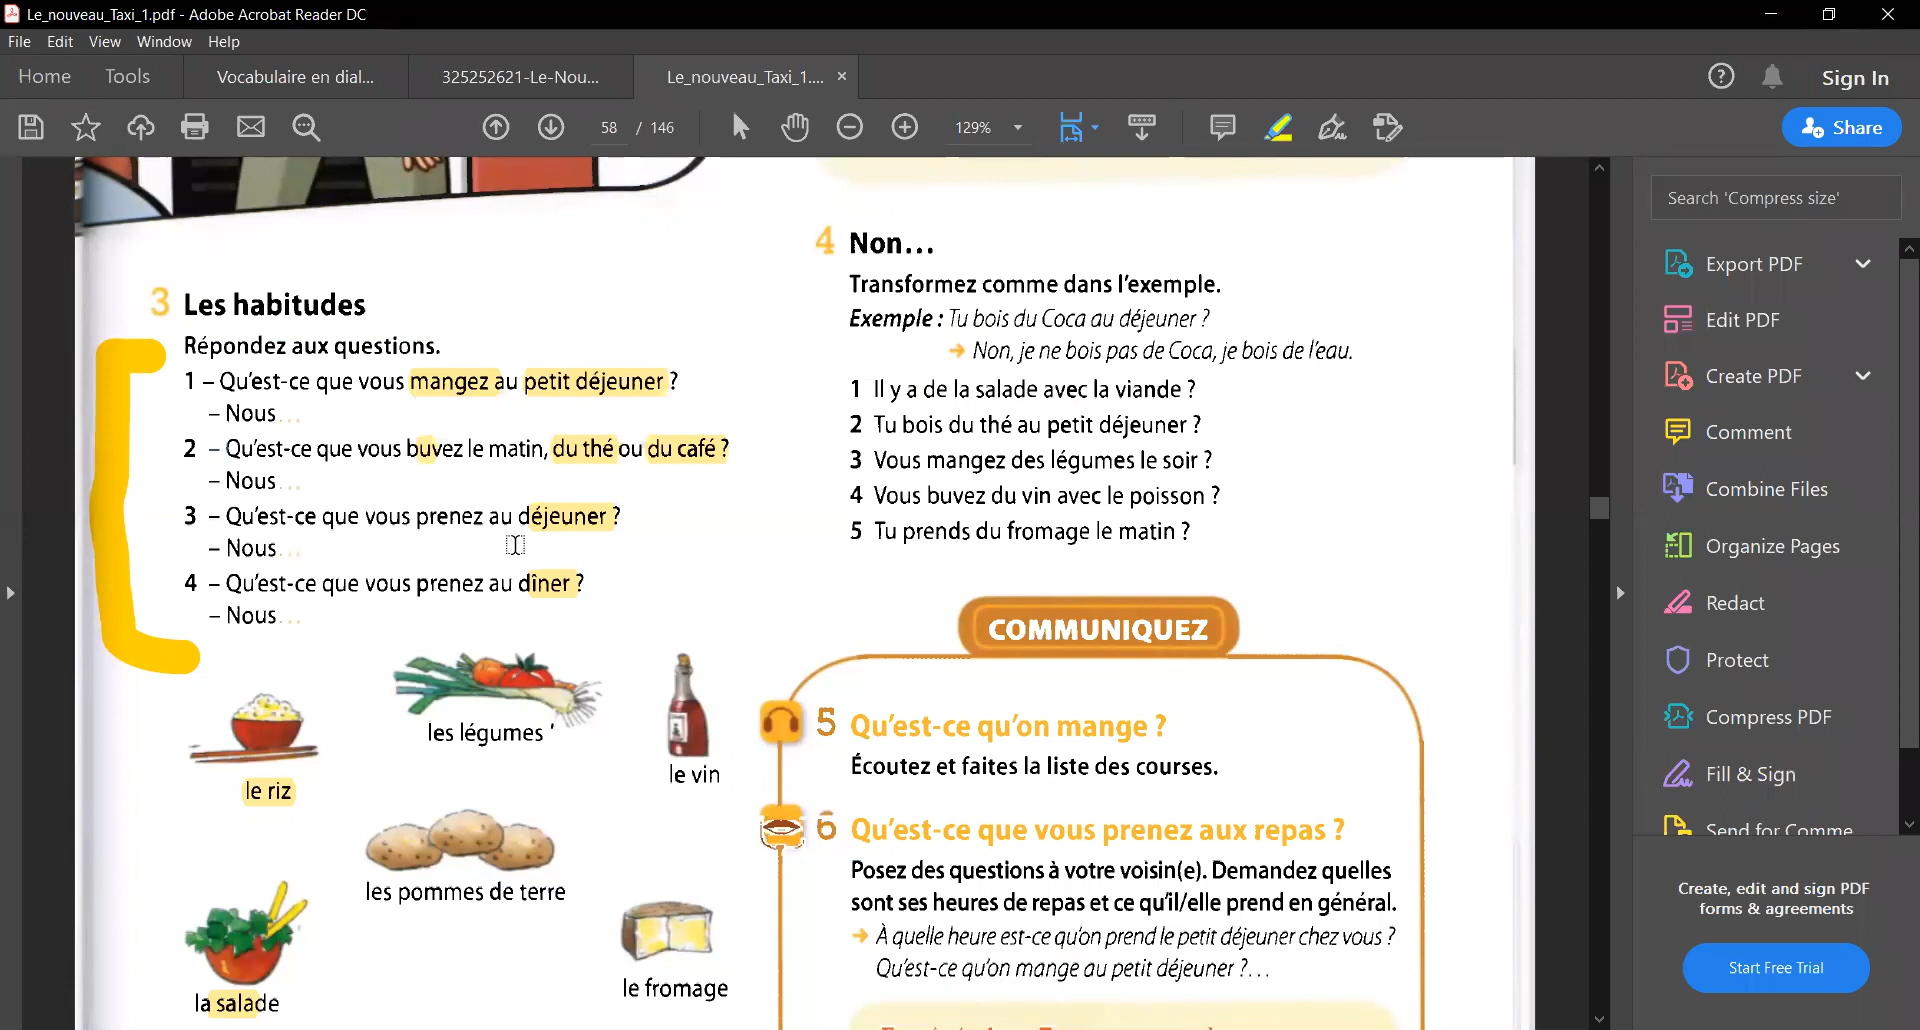 Le_nouveau_Taxi_1.pdf - Adobe Acrobat Reader DC
File Edit View Window Help
Home Tools Vocabulaire en dial... 325252621-Le-Nou... Le_nouveau_Taxi_1....
58 / 146 129%
Sign In
Share
3 Les habitudes
Répondez aux questions.
1 – Qu'est-ce que vous mangez au petit déjeuner ?
– Nous...
2 – Qu'est-ce que vous buvez le matin, du thé ou du café ?
– Nous...
3 – Qu'est-ce que vous prenez au déjeuner ?
– Nous...
4 – Qu'est-ce que vous prenez au dîner ?
– Nous...
les légumes
le vin
le riz
les pommes de terre
la salade
le fromage
4 Non...
Transformez comme dans l'exemple.
Exemple : Tu bois du Coca au déjeuner ?
→ Non, je ne bois pas de Coca, je bois de l'eau.
1 Il y a de la salade avec la viande ?
2 Tu bois du thé au petit déjeuner ?
3 Vous mangez des légumes le soir ?
4 Vous buvez du vin avec le poisson ?
5 Tu prends du fromage le matin ?
COMMUNIQUEZ
5 Qu'est-ce qu'on mange ?
Écoutez et faites la liste des courses.
6 Qu'est-ce que vous prenez aux repas ?
Posez des questions à votre voisin(e). Demandez quelles
sont ses heures de repas et ce qu'il/elle prend en général.
→ À quelle heure est-ce qu'on prend le petit déjeuner chez vous ?
Qu'est-ce qu'on mange au petit déjeuner ?...
Search 'Compress size'
Export PDF
Edit PDF
Create PDF
Comment
Combine Files
Organize Pages
Redact
Protect
Compress PDF
Fill & Sign
Send for Comme
Create, edit and sign PDF
forms & agreements
Start Free Trial